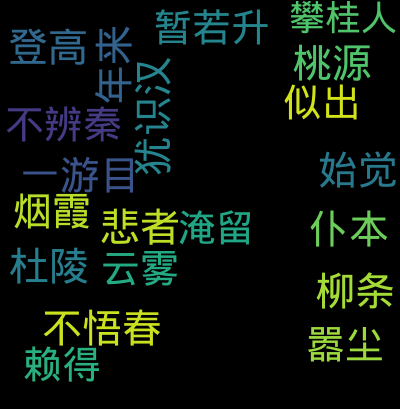 暂若升
攀桂人
登高
年来
犹识汉
桃源
似出
不辨秦
一游目
始觉
烟霞
悲者
淹留
仆本
杜陵
云雾
柳条
不悟春
嚣尘
赖得